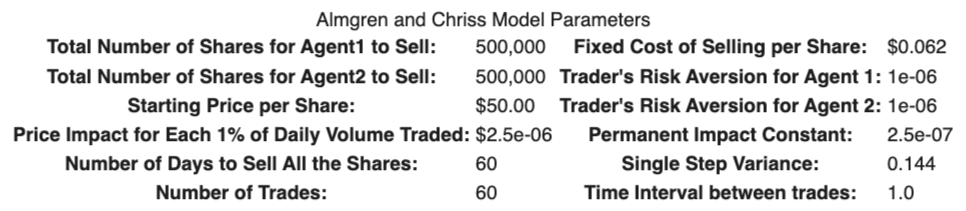 Almgren and Chriss Model Parameters
Total Number of Shares for Agent1 to Sell: 500,000 Fixed Cost of Selling per Share: $0.062
Total Number of Shares for Agent2 to Sell: 500,000 Trader's Risk Aversion for Agent 1: 1e-06
Starting Price per Share: $50.00 Trader's Risk Aversion for Agent 2: 1e-06
Price Impact for Each 1% of Daily Volume Traded: $2.5e-06 Permanent Impact Constant: 2.5e-07
Number of Days to Sell All the Shares: 60 Single Step Variance: 0.144
Number of Trades: 60 Time Interval between trades: 1.0